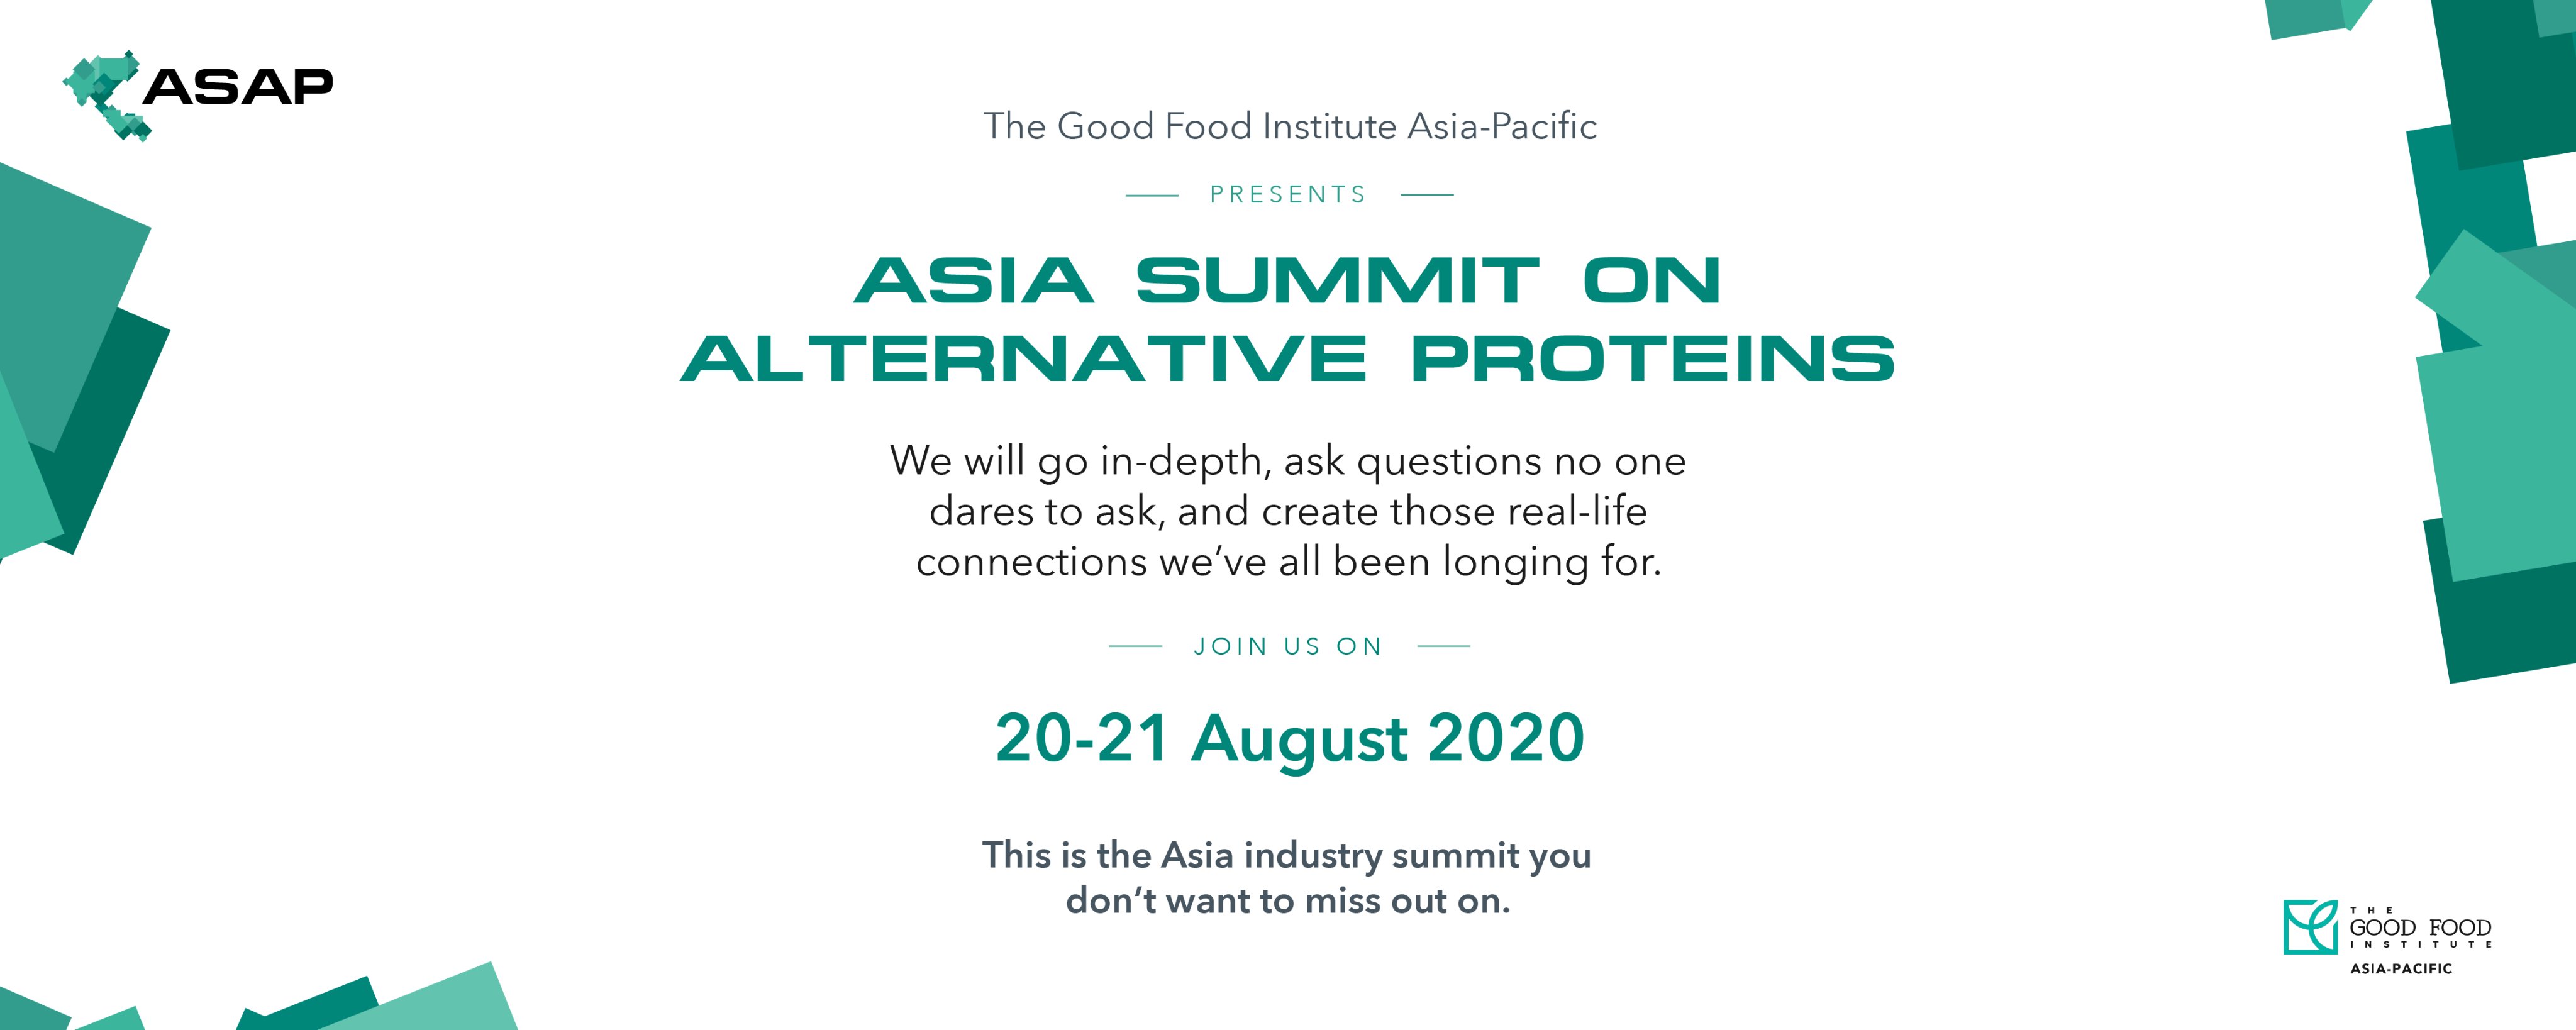 ASAP
The Good Food Institute Asia-Pacific
PRESENTS
ASIA SUMMIT ON
ALTERNATIVE PROTEINS
We will go in-depth, ask questions no one
dares to ask, and create those real-life
connections we’ve all been longing for.
JOIN US ON
20-21 August 2020
This is the Asia industry summit you
don’t want to miss out on.
THE
GOOD FOOD
INSTITUTE
ASIA-PACIFIC